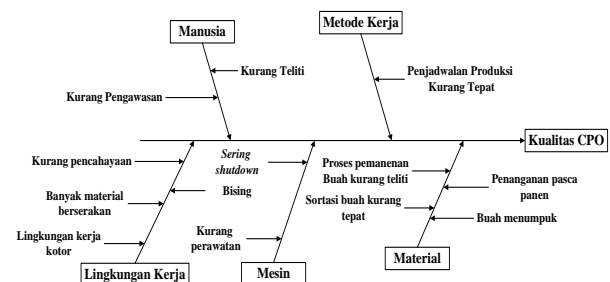 Manusia
Metode Kerja
Kurang Teliti
Penjadwalan Produksi
Kurang Tepat
Kurang Pengawasan
Kualitas CPO
Kurang pencahayaan
Sering
shutdown
Bising
Proses pemanenan
Buah kurang teliti
Penanganan pasca
panen
Banyak material
berserakan
Sortasi buah kurang
tepat
Buah menumpuk
Lingkungan kerja
kotor
Kurang
perawatan
Lingkungan Kerja
Mesin
Material